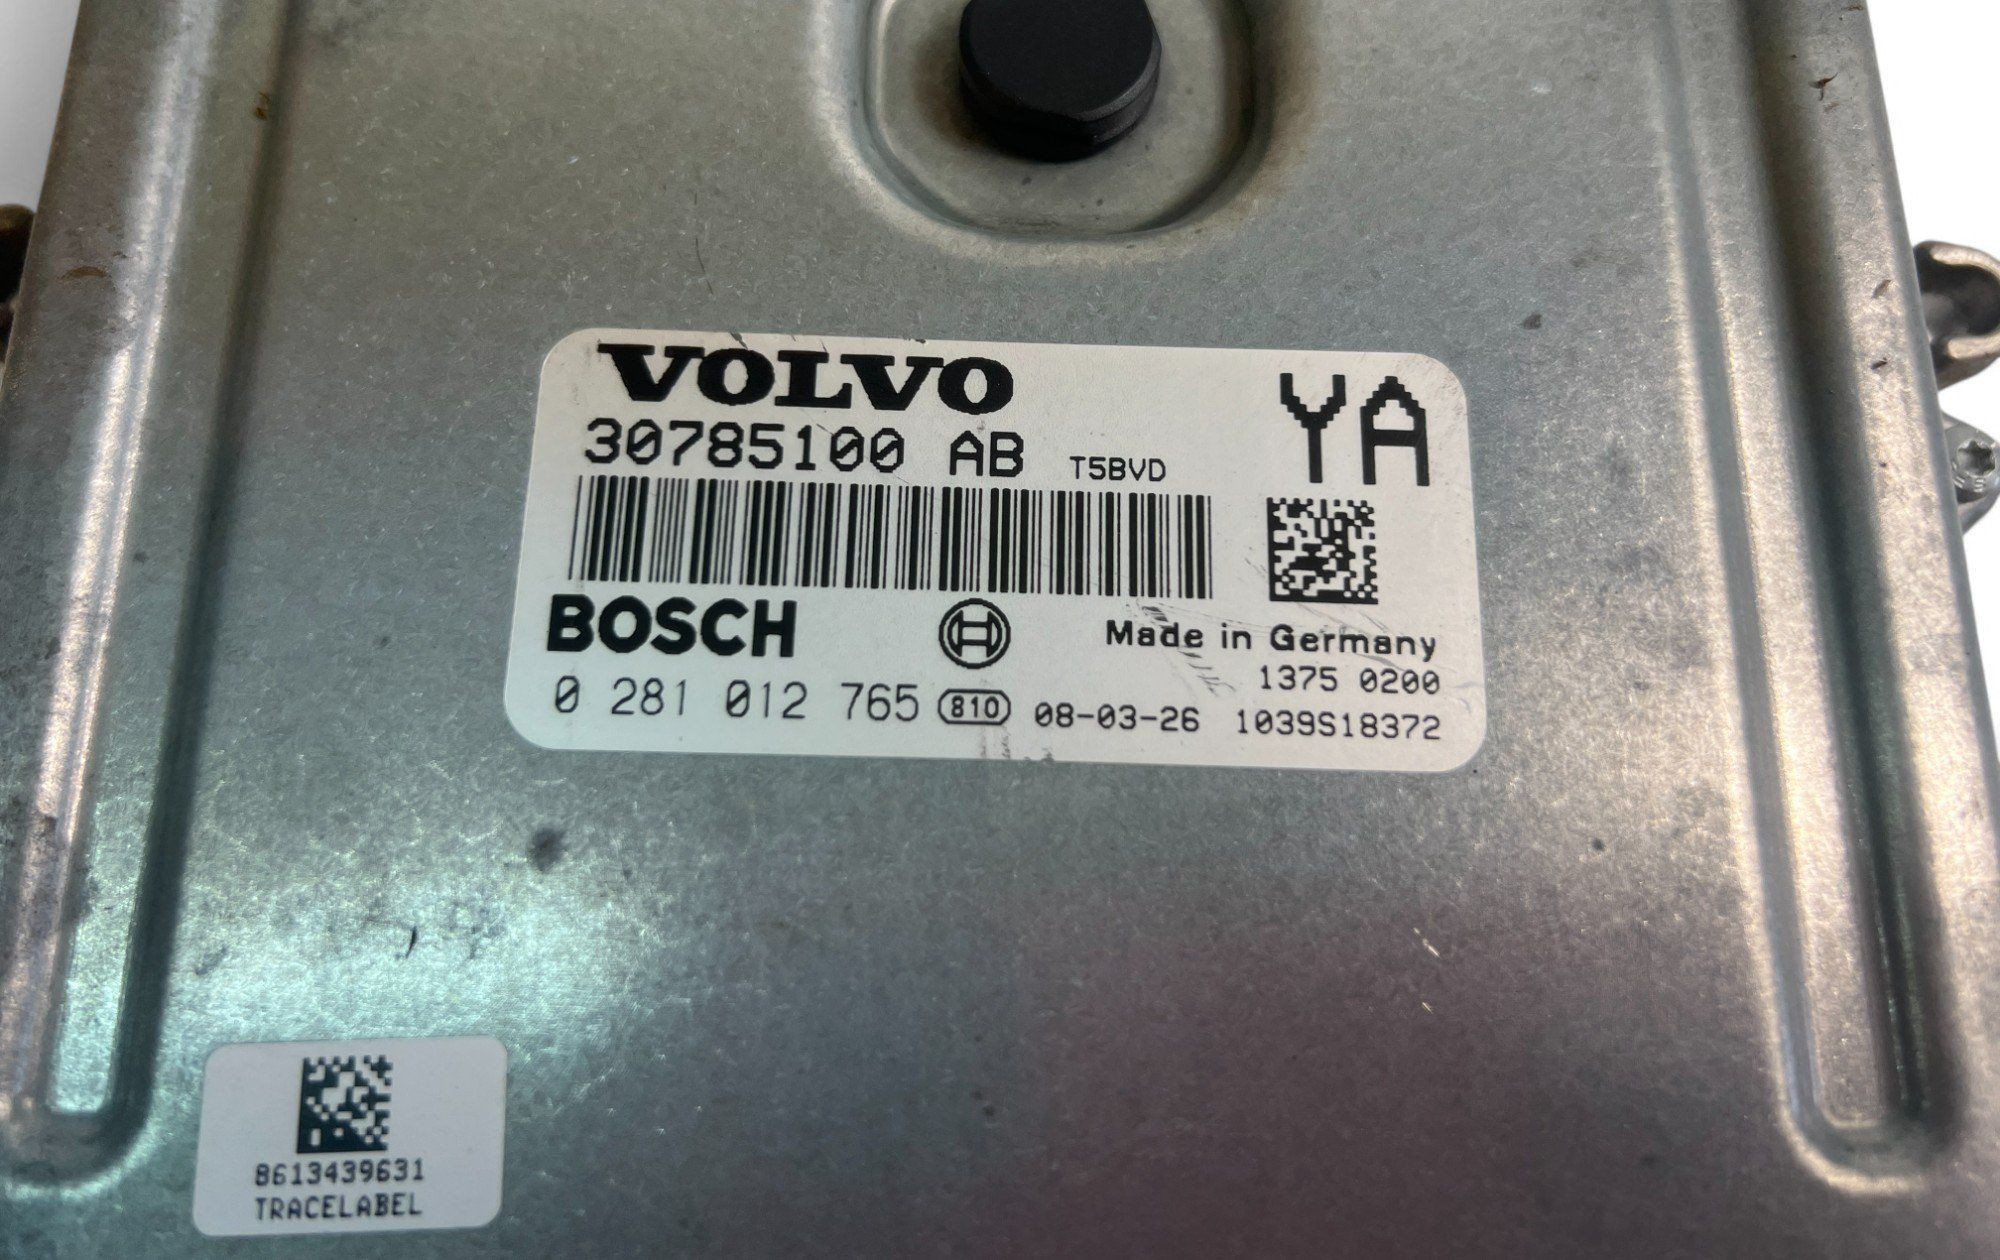 VOLVO
YA
30785100 AB T5BVD
BOSCH
Made in Germany
1375 0200
0 281 012 765 810 08-03-26 1039S18372
8613439631
TRACELABEL